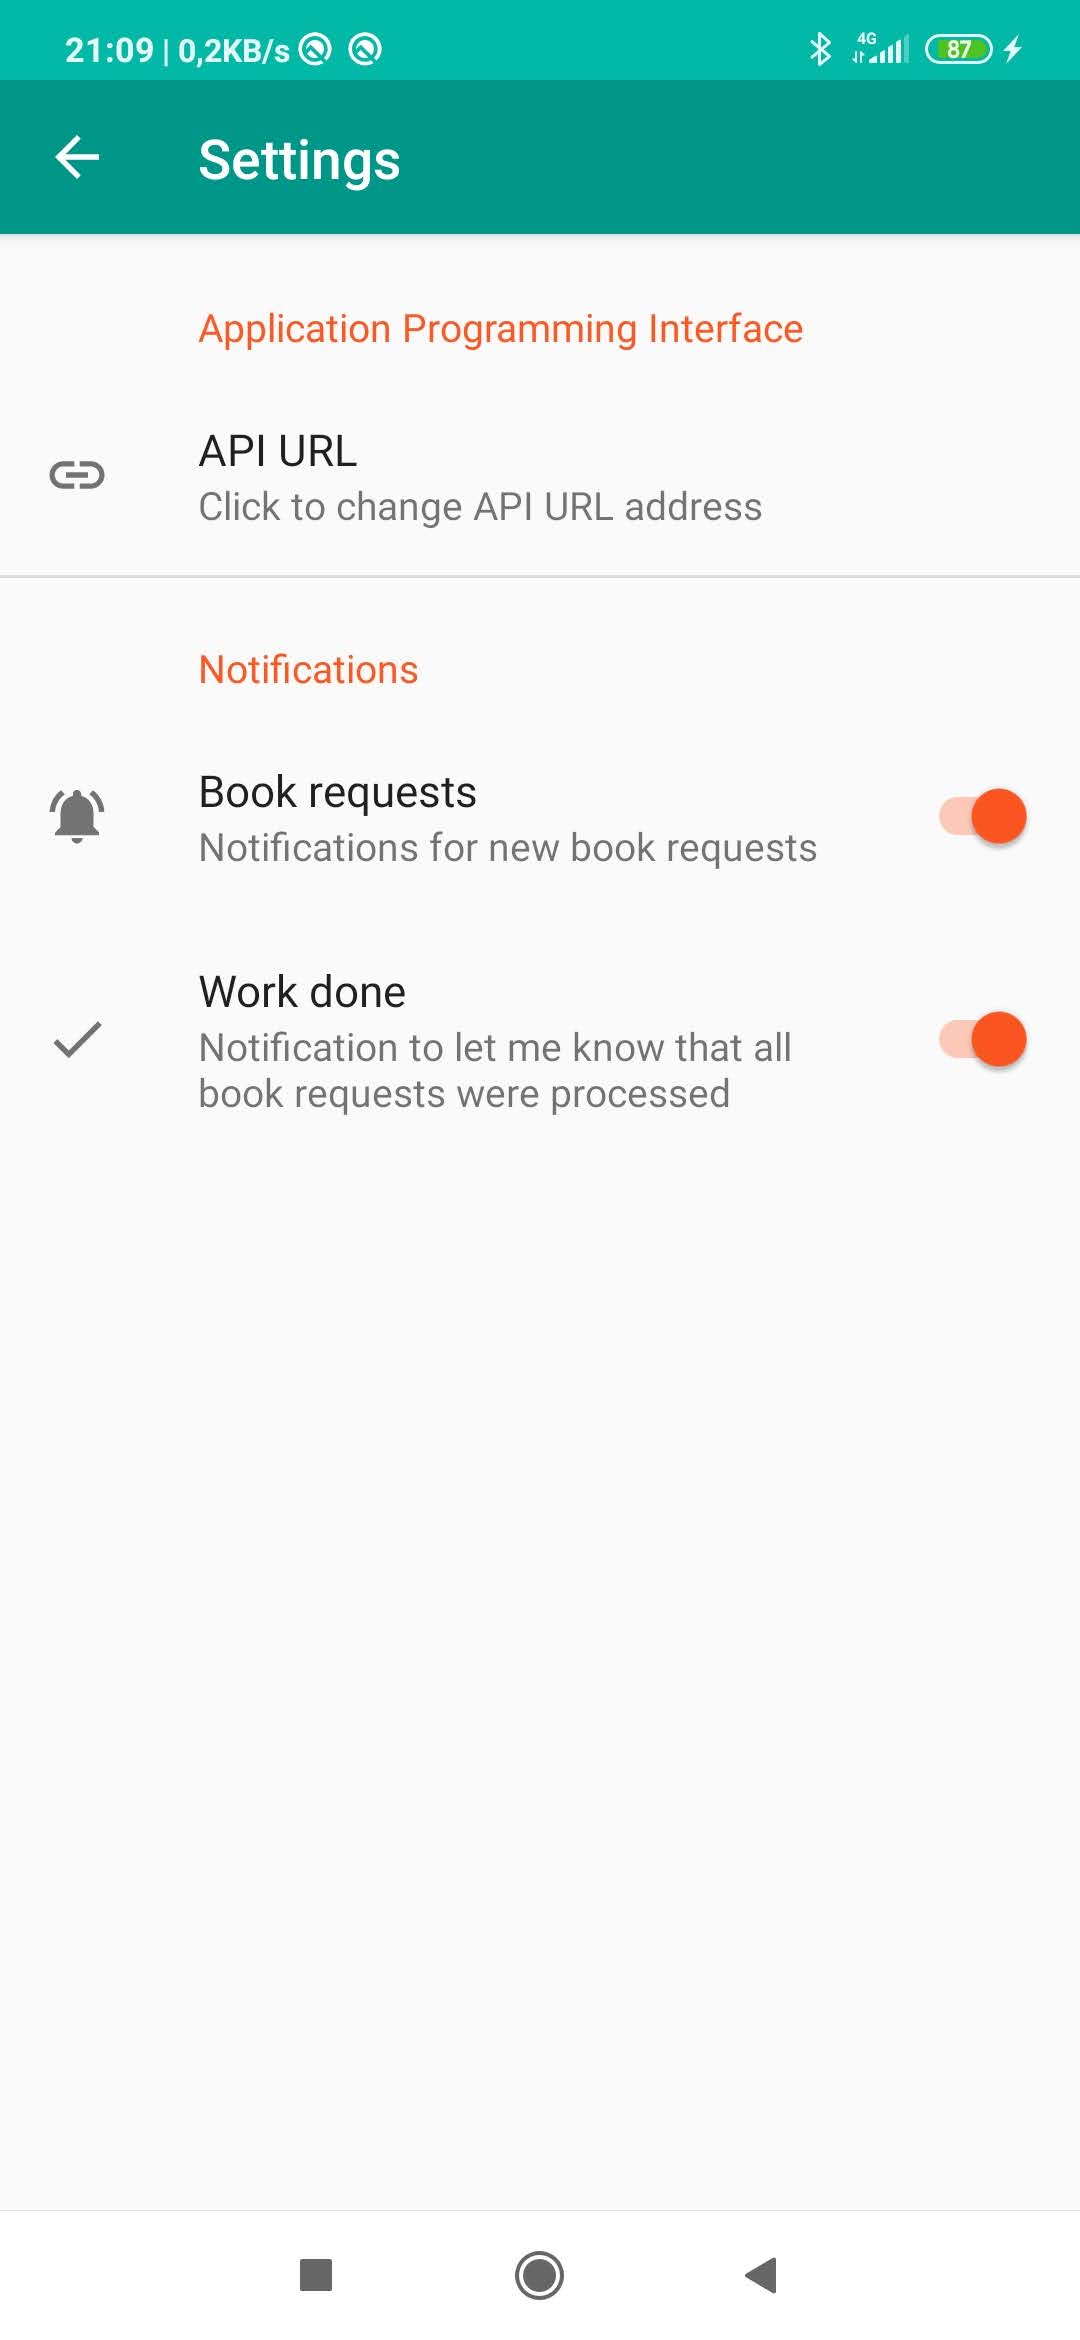 21:09 | 0,2KB/s
4G
87
Settings
Application Programming Interface
API URL
Click to change API URL address
Notifications
Book requests
Notifications for new book requests
Work done
Notification to let me know that all
book requests were processed